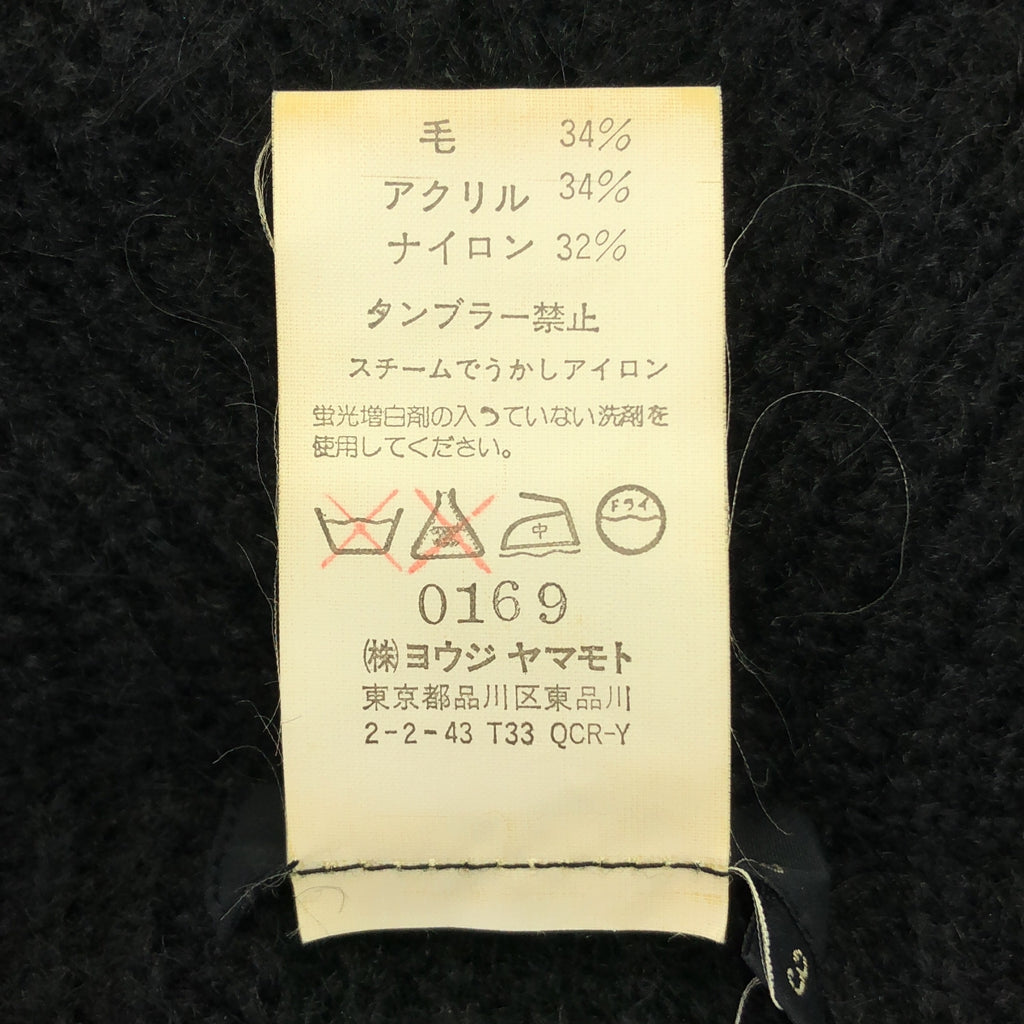 毛 34%
アクリル 34%
ナイロン 32%
タンブラー禁止
スチームでうかしアイロン
蛍光増白剤の入っていない洗剤を
使用してください。
中 ドライ
0169
㈱ヨウジ ヤマモト
東京都品川区東品川
2-2-43 T33 QCR-Y